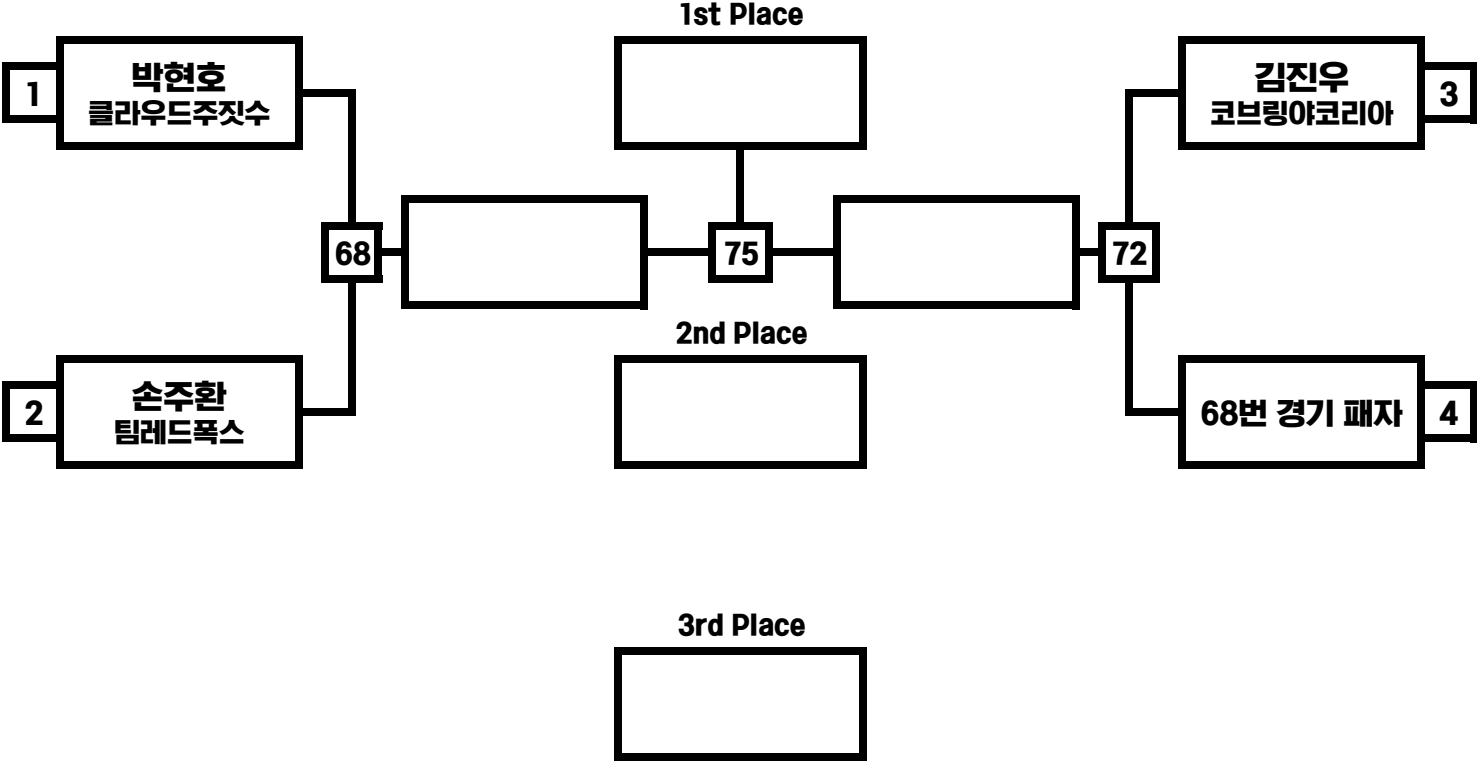 1st Place
1
박현호
클라우드주짓수
김진우
코브링야코리아
3
68
75
72
2nd Place
2
손주환
팀레드폭스
68번 경기 패자
4
3rd Place